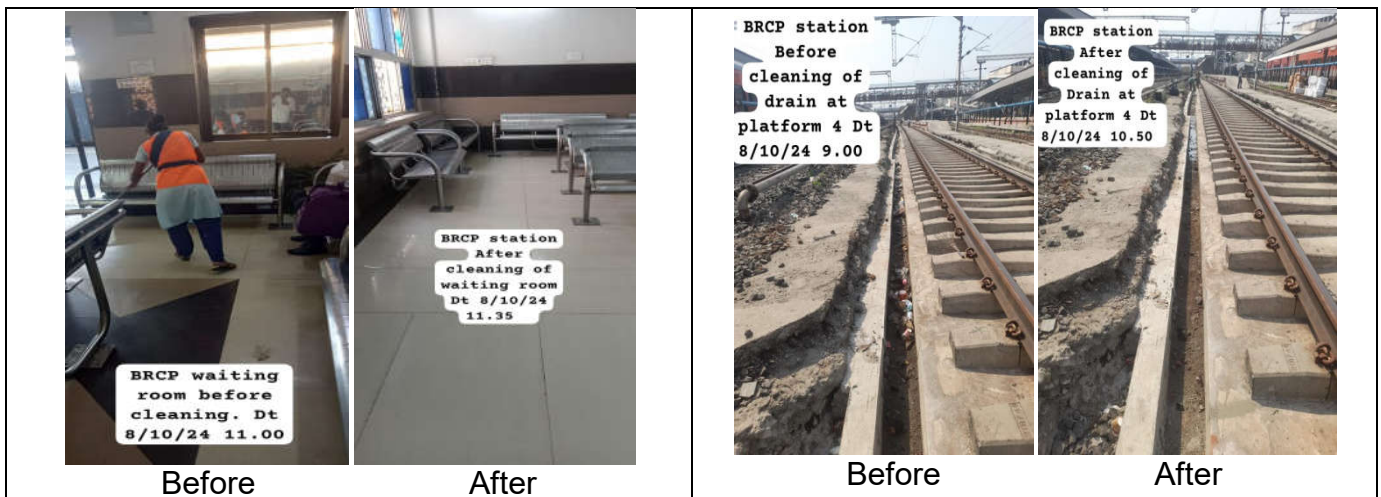 BRCP waiting
room before
cleaning. Dt
8/10/24 11.00
BRCP station
After
cleaning of
waiting room
Dt 8/10/24
11.35
Before
After
BRCP station
Before
cleaning of
drain at
platform 4 Dt
8/10/24 9.00
BRCP station
After
cleaning of
Drain at
platform 4 Dt
8/10/24 10.50
Before
After